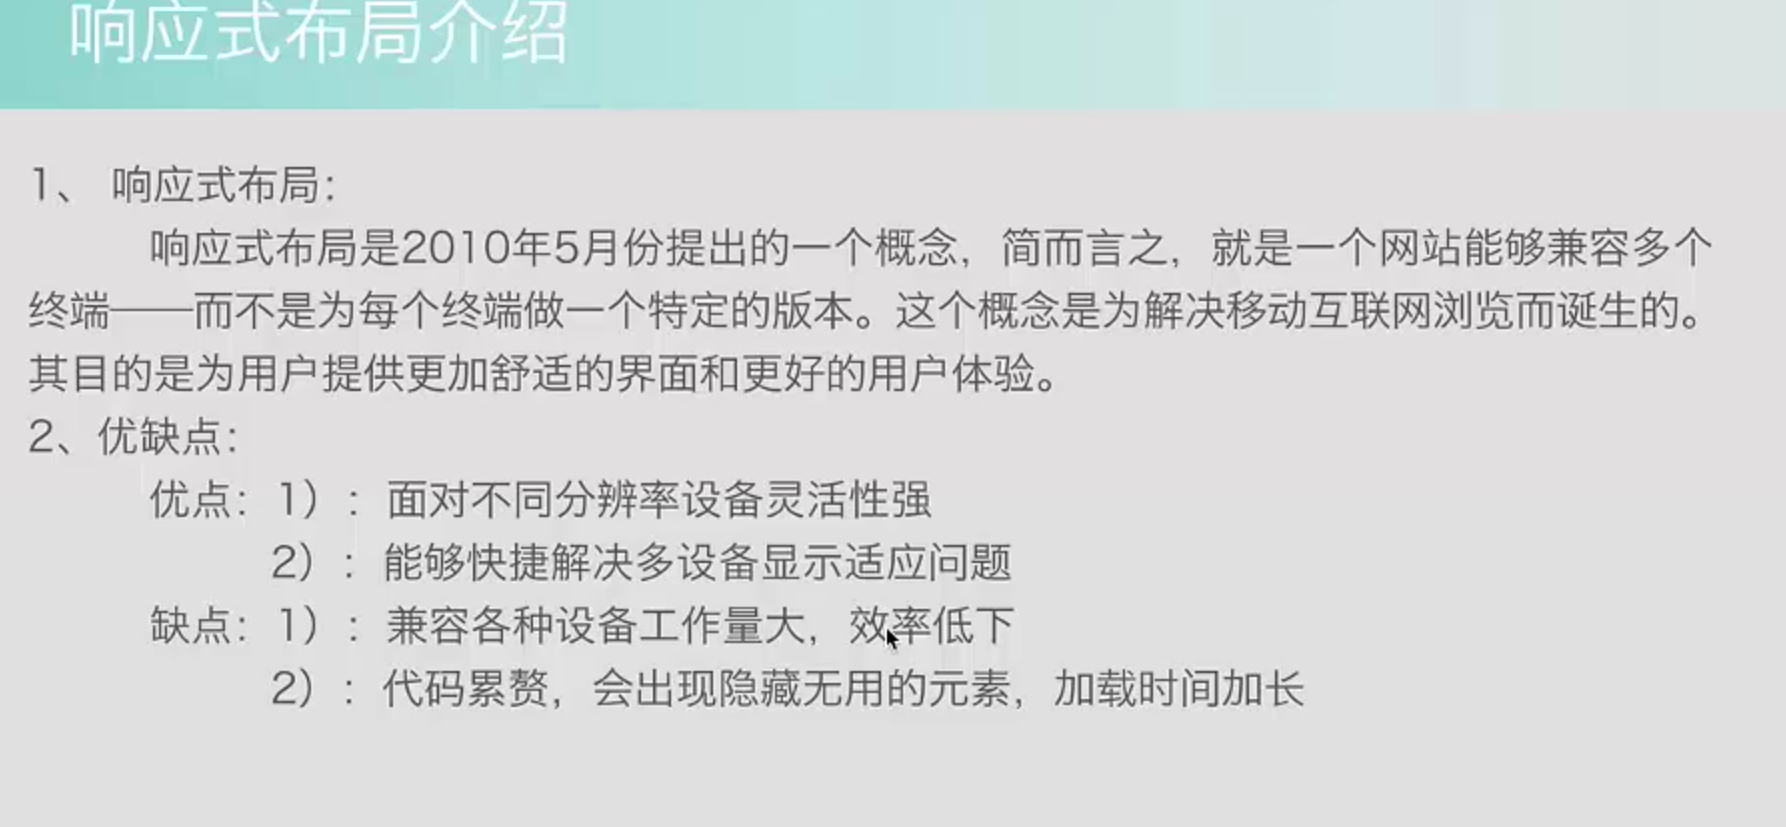 响应式布局介绍
1、 响应式布局：
响应式布局是2010年5月份提出的一个概念，简而言之，就是一个网站能够兼容多个
终端——而不是为每个终端做一个特定的版本。这个概念是为解决移动互联网浏览而诞生的。
其目的是为用户提供更加舒适的界面和更好的用户体验。
2、优缺点：
优点：1）：面对不同分辨率设备灵活性强
2）：能够快捷解决多设备显示适应问题
缺点：1）：兼容各种设备工作量大，效率低下
2）：代码累赘，会出现隐藏无用的元素，加载时间加长